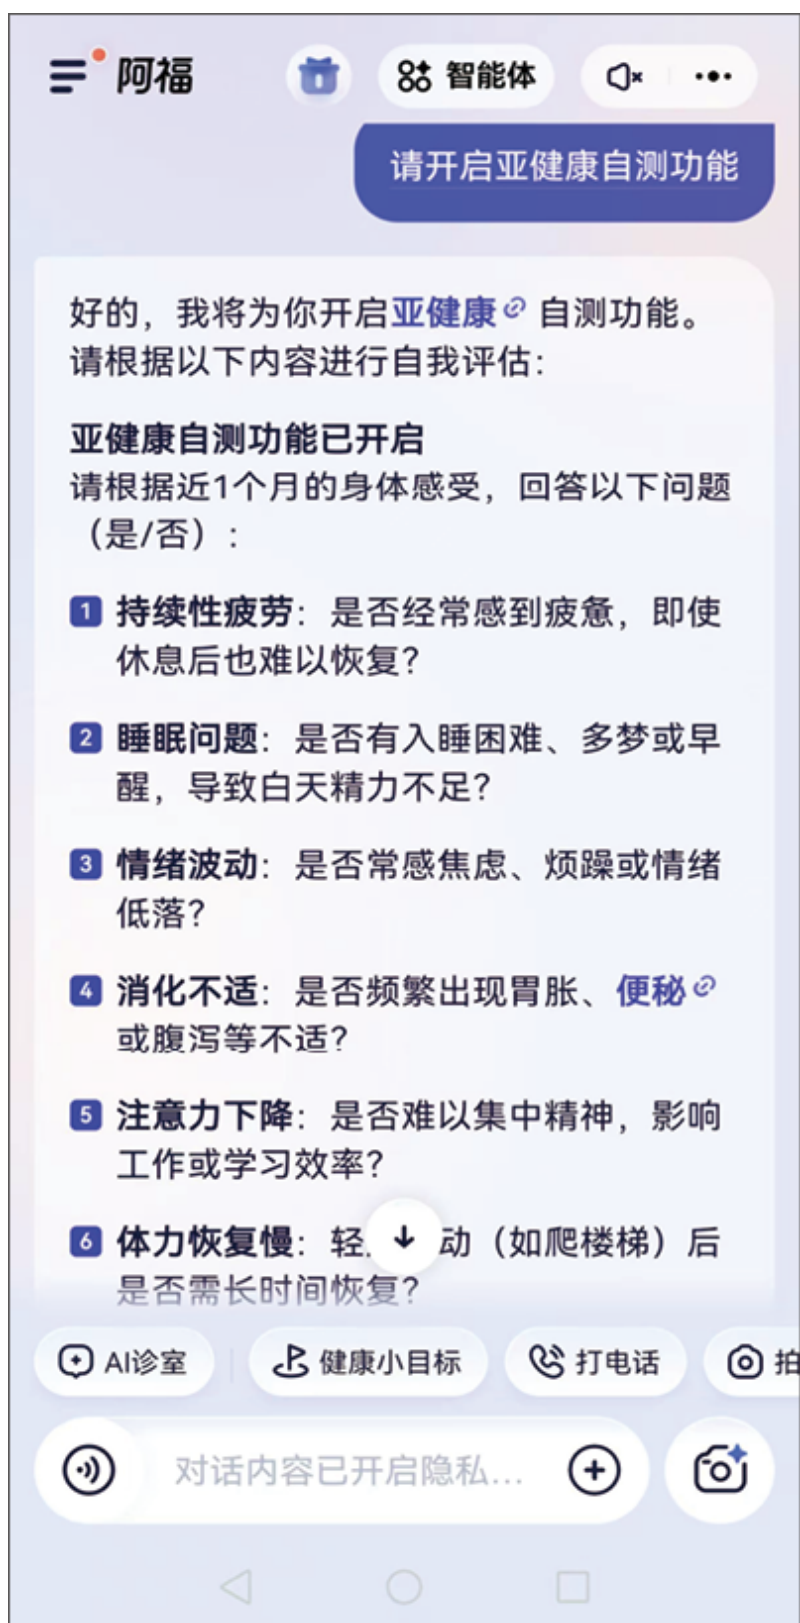 阿福
智能体
请开启亚健康自测功能
好的，我将为你开启亚健康 自测功能。
请根据以下内容进行自我评估：
亚健康自测功能已开启
请根据近1个月的身体感受，回答以下问题
（是/否）：
1 持续性疲劳：是否经常感到疲惫，即使
休息后也难以恢复？
2 睡眠问题：是否有入睡困难、多梦或早
醒，导致白天精力不足？
3 情绪波动：是否常感焦虑、烦躁或情绪
低落？
4 消化不适：是否频繁出现胃胀、便秘
或腹泻等不适？
5 注意力下降：是否难以集中精神，影响
工作或学习效率？
6 体力恢复慢：轻 动（如爬楼梯）后
是否需长时间恢复？
AI诊室
健康小目标
打电话
拍
对话内容已开启隐私...